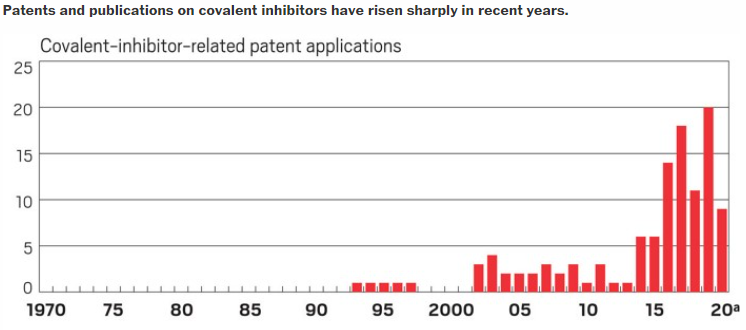 Patents and publications on covalent inhibitors have risen sharply in recent years.
Covalent-inhibitor-related patent applications
25
20
15
10
5
0
1970 75 80 85 90 95 2000 05 10 15 20ᵃ